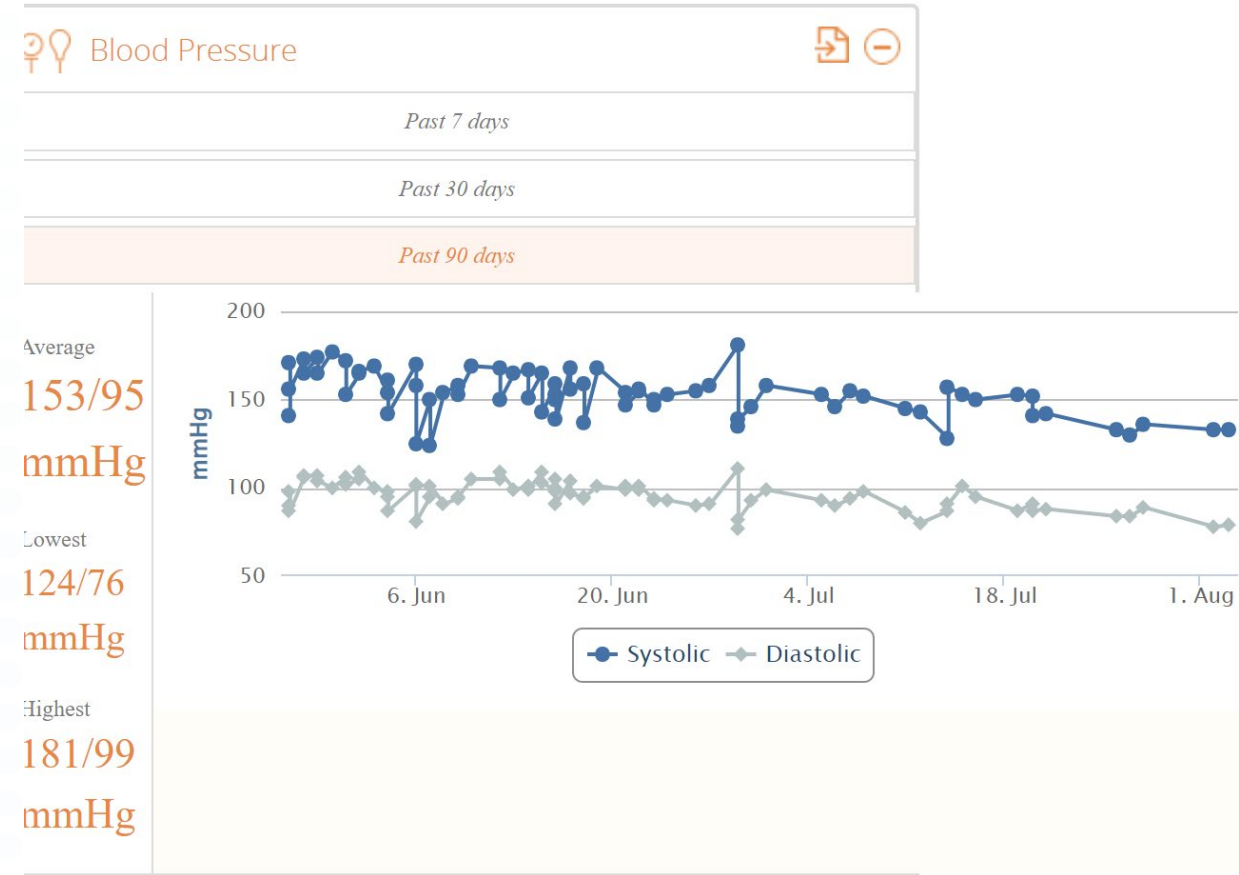 Blood Pressure
Past 7 days
Past 30 days
Past 90 days
Average
153/95
mmHg
Lowest
124/76
mmHg
Highest
181/99
mmHg
mmHg
200
150
100
50
6. Jun 20. Jun 4. Jul 18. Jul 1. Aug
Systolic Diastolic